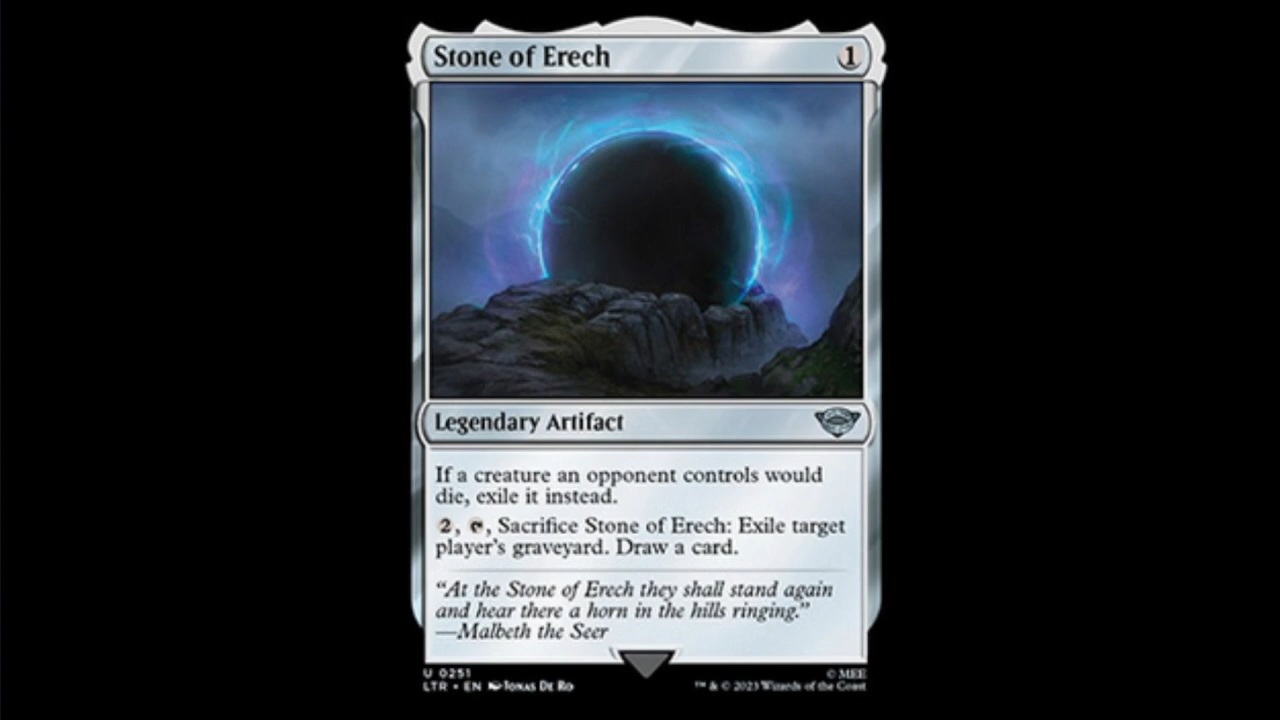 Stone of Erech 1
Legendary Artifact
If a creature an opponent controls would
die, exile it instead.
2, , Sacrifice Stone of Erech: Exile target
player's graveyard. Draw a card.
“At the Stone of Erech they shall stand again
and hear there a horn in the hills ringing.”
—Malbeth the Seer
U 0251 © MEE
LTR • EN Jonas De Ro ™ & © 2023 Wizards of the Coast